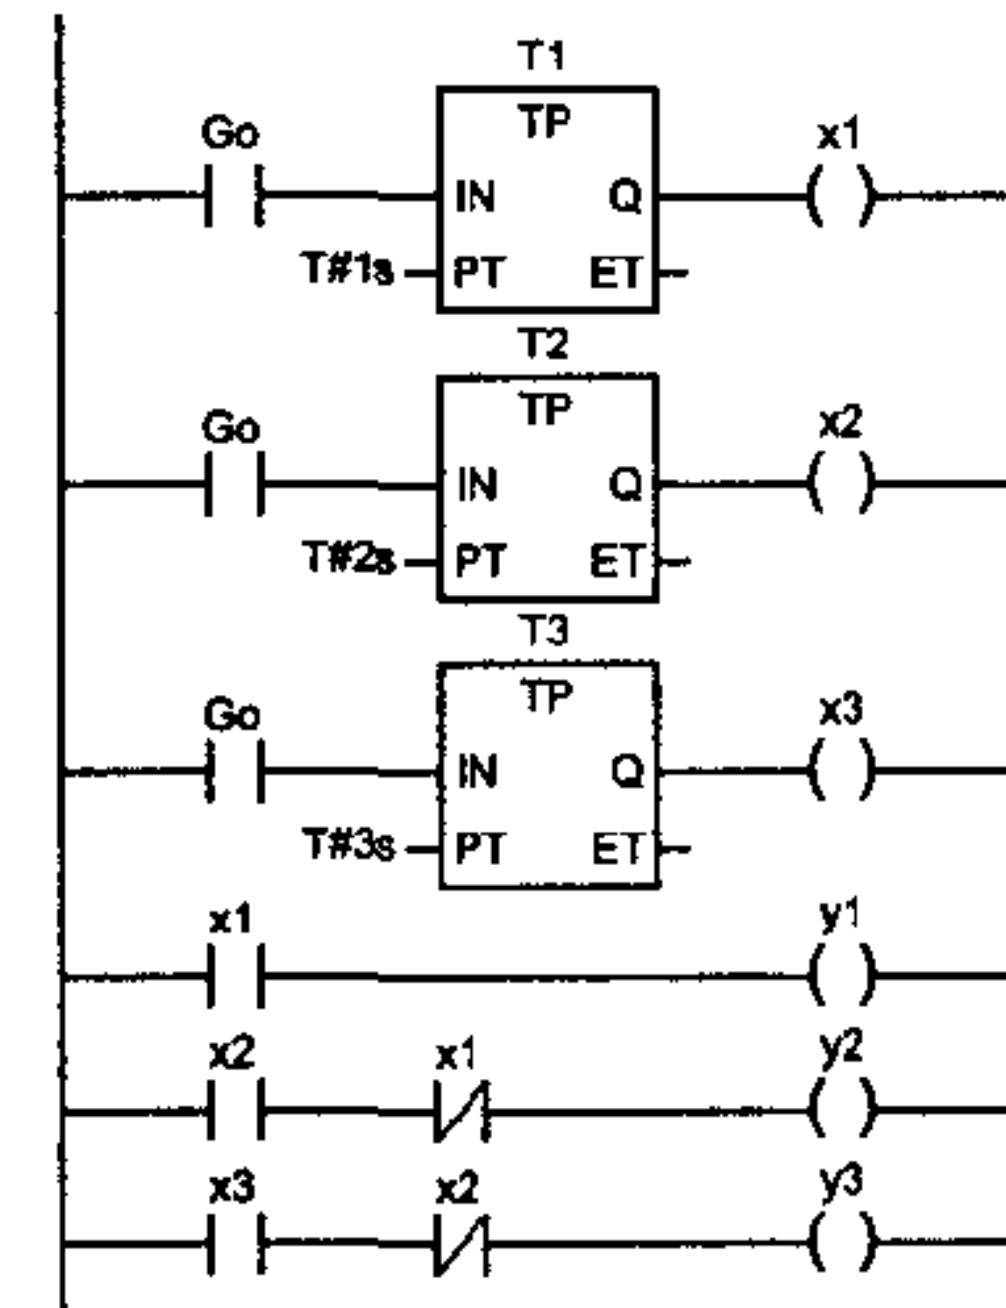 T1
TP
Go
x1
IN Q
T#1s PT ET
T2
TP
Go
x2
IN Q
T#2s PT ET
T3
TP
Go
x3
IN Q
T#3s PT ET
x1 y1
x2 x1 y2
x3 x2 y3